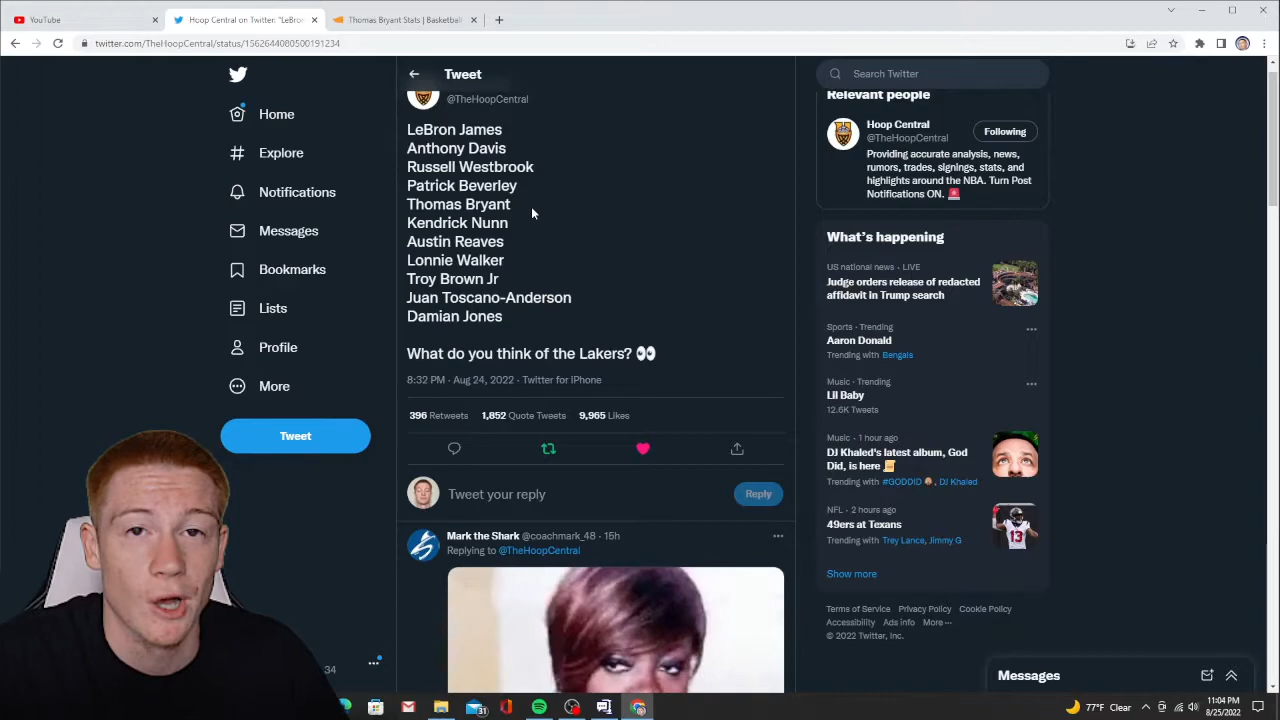 YouTube
Hoop Central on Twitter: "LeBro
Thomas Bryant Stats | Basketball
twitter.com/TheHoopCentral/status/1562644080500191234
Home
Explore
Notifications
Messages
Bookmarks
Lists
Profile
More
Tweet
34
Tweet
@TheHoopCentral
LeBron James
Anthony Davis
Russell Westbrook
Patrick Beverley
Thomas Bryant
Kendrick Nunn
Austin Reaves
Lonnie Walker
Troy Brown Jr
Juan Toscano-Anderson
Damian Jones
What do you think of the Lakers? 👀
8:32 PM · Aug 24, 2022 · Twitter for iPhone
396 Retweets 1,852 Quote Tweets 9,965 Likes
Tweet your reply
Reply
Mark the Shark @coachmark_48 · 15h
Replying to @TheHoopCentral
Search Twitter
Relevant people
Hoop Central
@TheHoopCentral
Following
Providing accurate analysis, news,
rumors, trades, signings, stats, and
highlights around the NBA. Turn Post
Notifications ON. 🚨
What's happening
US national news · LIVE
Judge orders release of redacted
affidavit in Trump search
Sports · Trending
Aaron Donald
Trending with Bengals
Music · Trending
Lil Baby
12.6K Tweets
Music · 1 hour ago
DJ Khaled's latest album, God
Did, is here
Trending with #GODDID, DJ Khaled
NFL · 2 hours ago
49ers at Texans
Trending with Trey Lance, Jimmy G
Show more
Terms of Service Privacy Policy Cookie Policy
Accessibility Ads info More ···
© 2022 Twitter, Inc.
Messages
31
77°F Clear
11:04 PM
8/25/2022